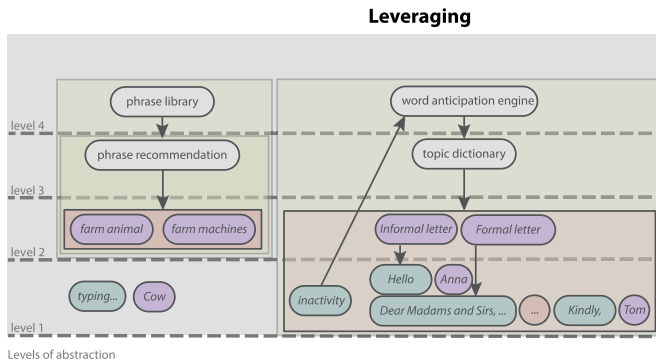 Leveraging
phrase library
word anticipation engine
level 4
phrase recommendation
topic dictionary
level 3
farm animal
farm machines
Informal letter
Formal letter
level 2
Hello
Anna
typing...
Cow
inactivity
Dear Madams and Sirs, ...
...
Kindly,
Tom
level 1
Levels of abstraction